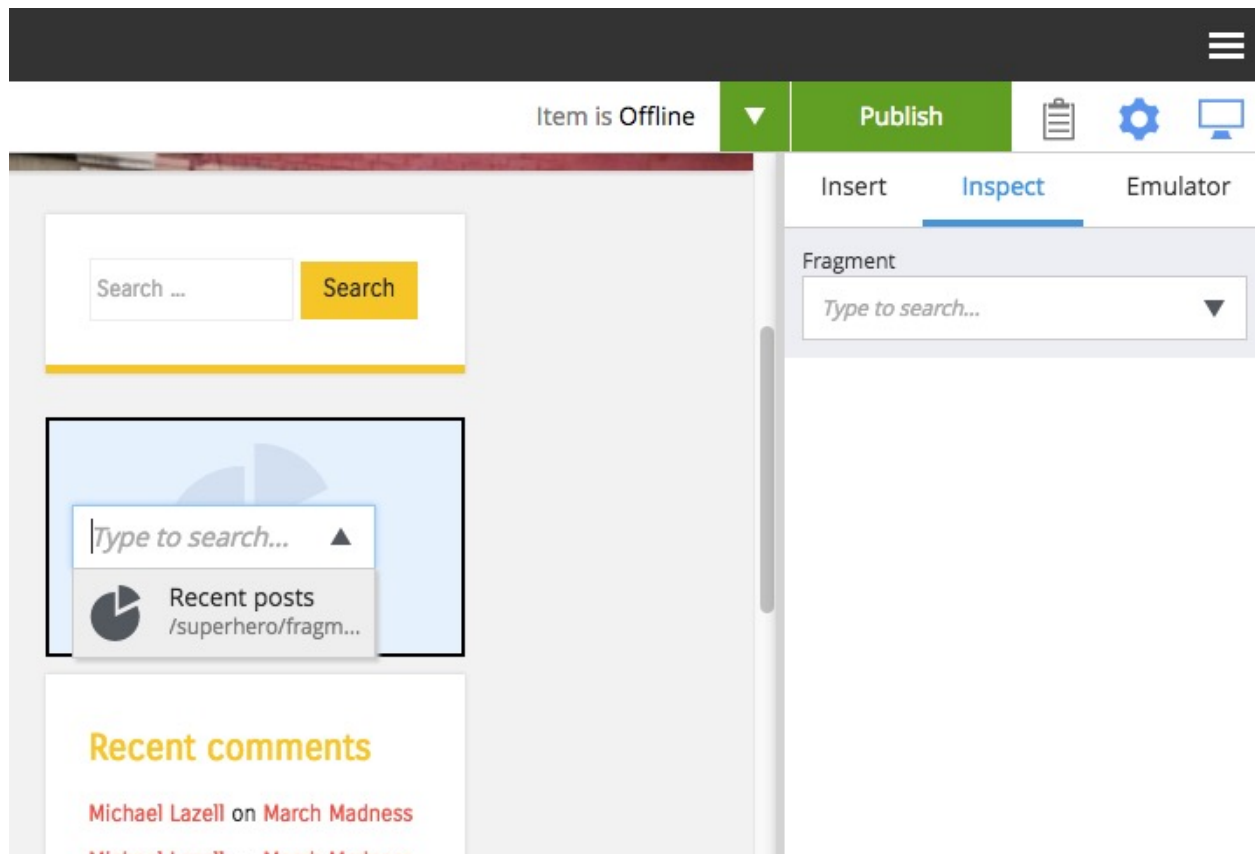 Item is Offline
Publish
Insert
Inspect
Emulator
Fragment
Type to search...
Search ...
Search
Type to search...
Recent posts
/superhero/fragm...
Recent comments
Michael Lazell on March Madness